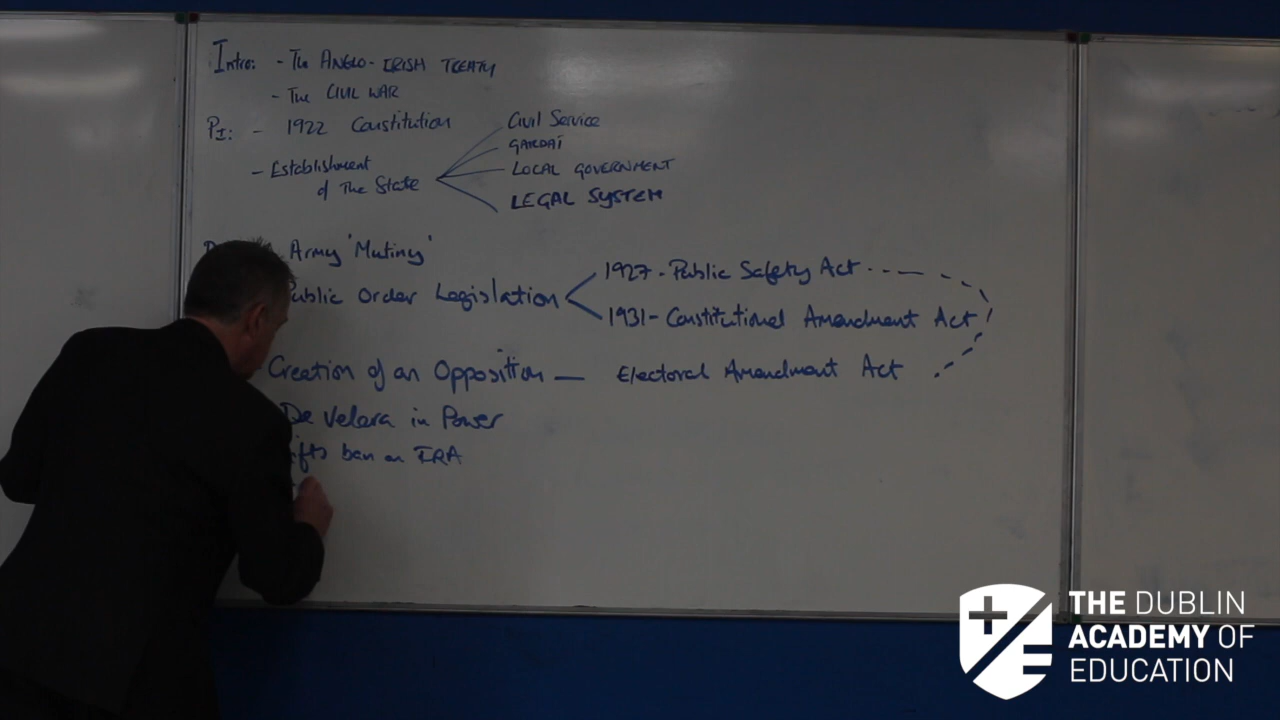 Intro: - The ANGLO-IRISH TREATY
- The CIVIL WAR
PI: - 1922 Constitution
- Establishment of The State
Civil Service
GARDAÍ
LOCAL GOVERNMENT
LEGAL SYSTEM
Army 'Mutiny'
Public Order Legislation
1927 - Public Safety Act
1931 - Constitutional Amendment Act
Creation of an Opposition — Electoral Amendment Act
De Velera in Power
ban on IRA
THE DUBLIN
ACADEMY OF
EDUCATION